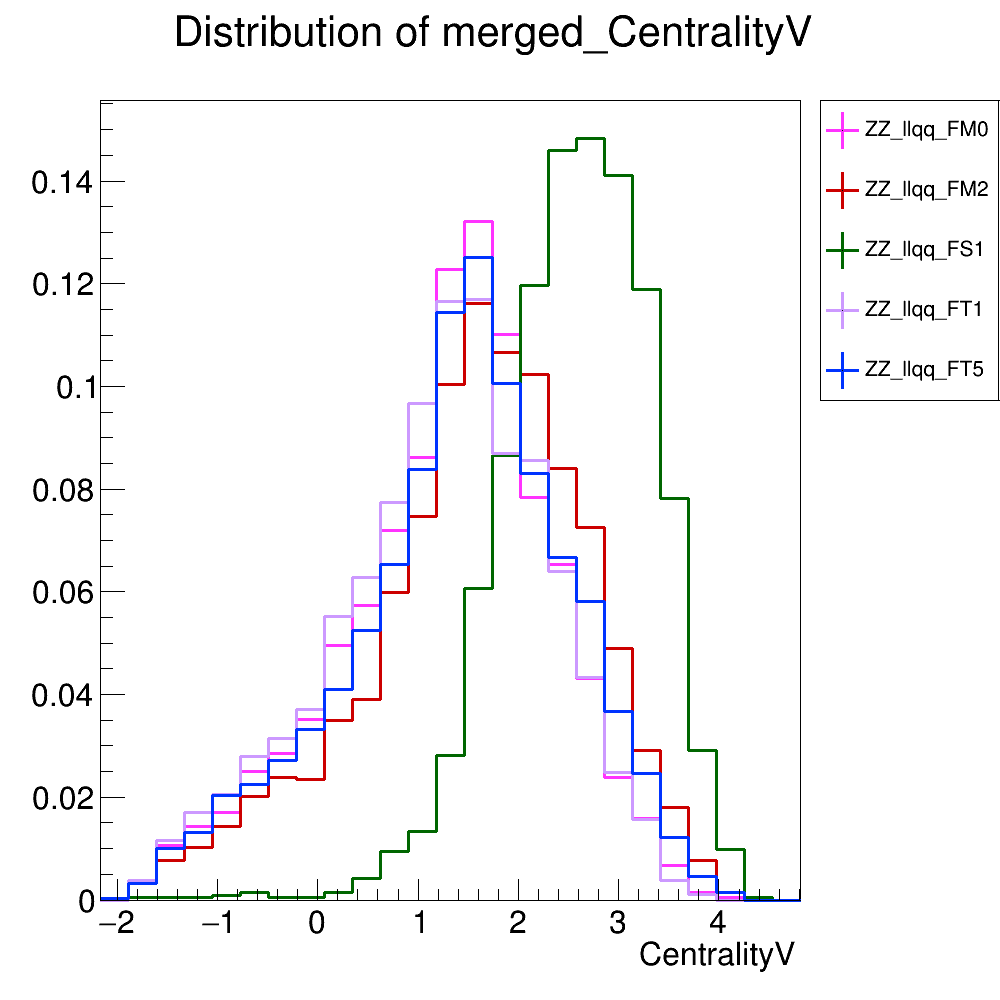 Distribution of merged_CentralityV
ZZ_llqq_FM0
ZZ_llqq_FM2
ZZ_llqq_FS1
ZZ_llqq_FT1
ZZ_llqq_FT5
0.14
0.12
0.1
0.08
0.06
0.04
0.02
0
−2 −1 0 1 2 3 4
CentralityV